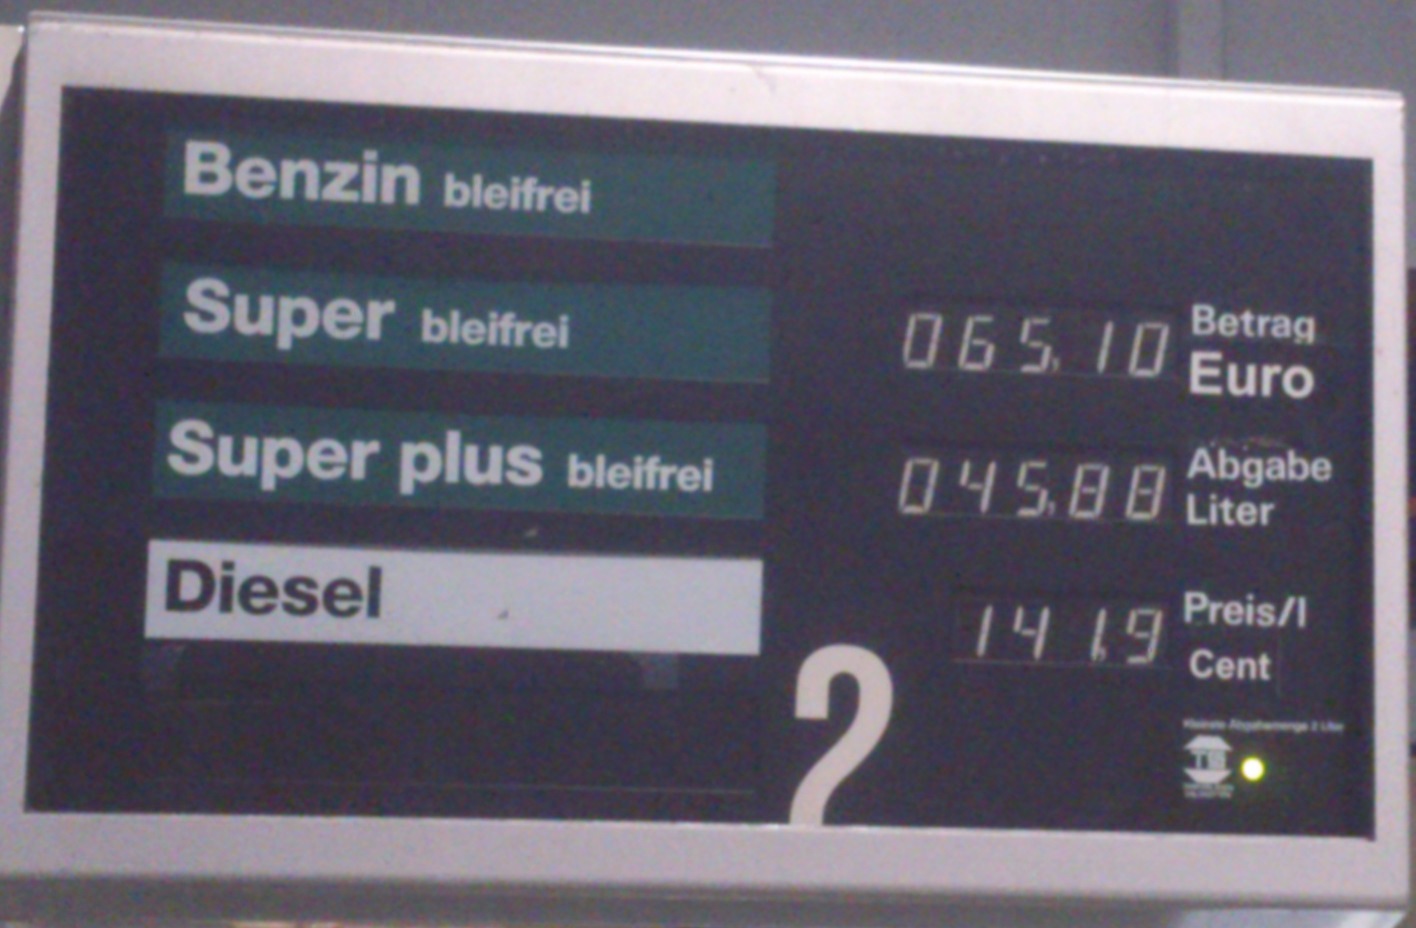 Benzin bleifrei
Super bleifrei
Super plus bleifrei
Diesel
065,10
Betrag
Euro
045,88
Abgabe
Liter
141,9
Preis/l
Cent
2